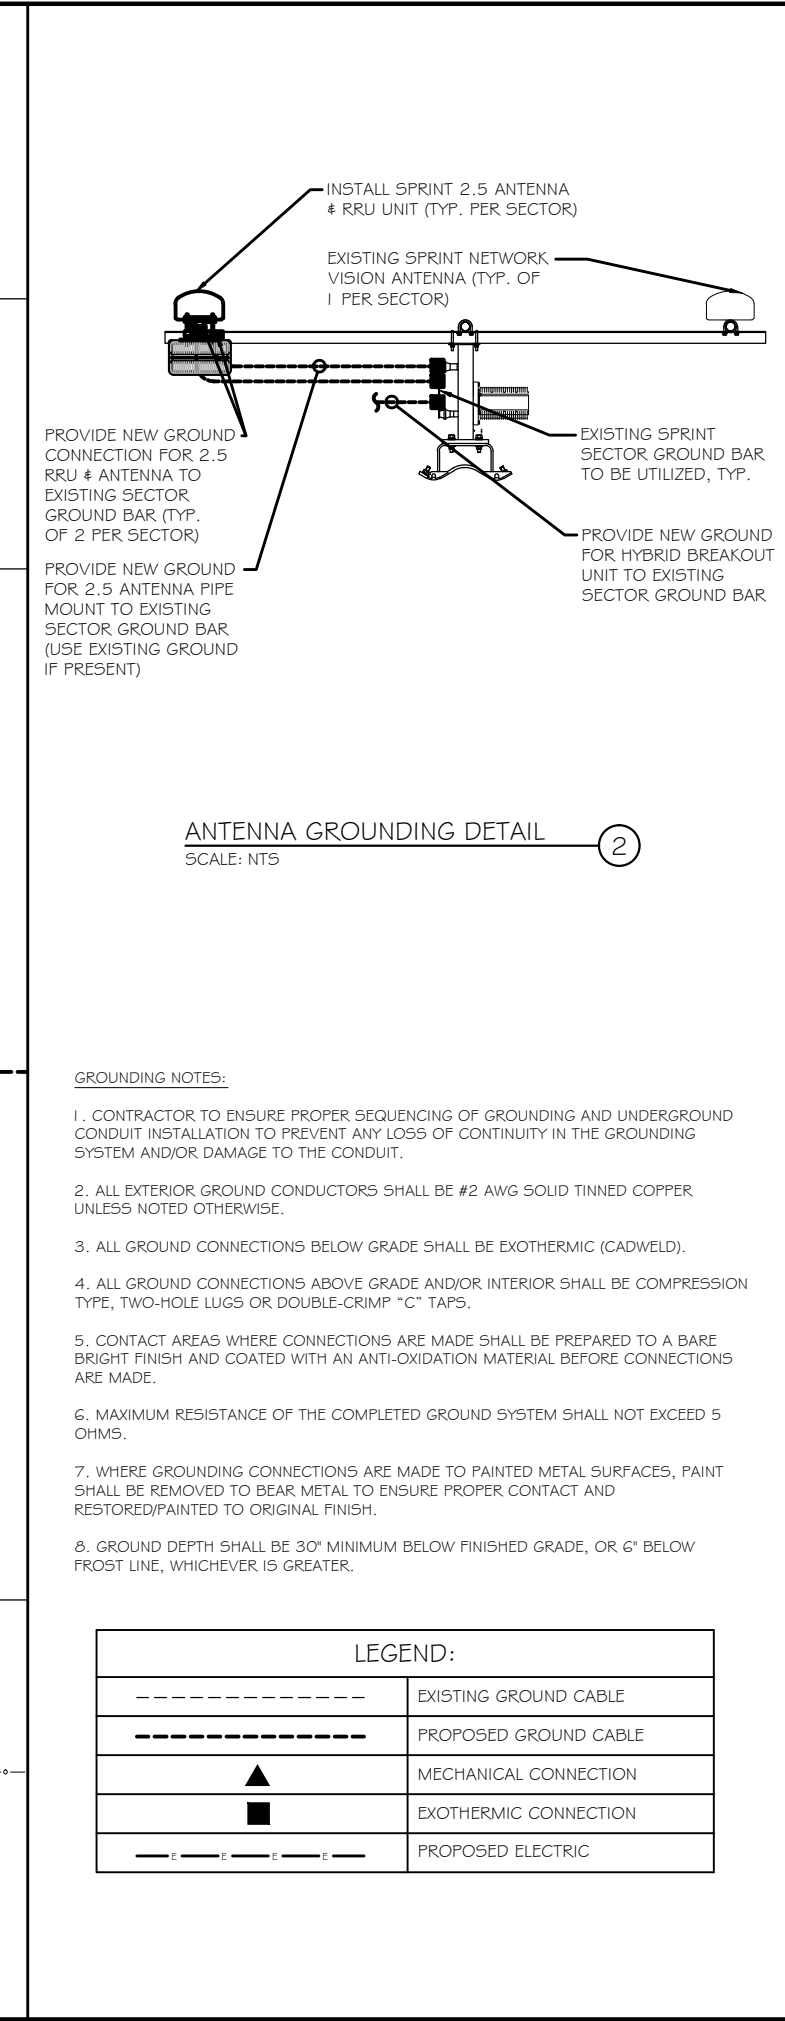 INSTALL SPRINT 2.5 ANTENNA
& RRU UNIT (TYP. PER SECTOR)
EXISTING SPRINT NETWORK
VISION ANTENNA (TYP. OF
1 PER SECTOR)
PROVIDE NEW GROUND
CONNECTION FOR 2.5
RRU & ANTENNA TO
EXISTING SECTOR
GROUND BAR (TYP.
OF 2 PER SECTOR)
EXISTING SPRINT
SECTOR GROUND BAR
TO BE UTILIZED, TYP.
PROVIDE NEW GROUND
FOR HYBRID BREAKOUT
UNIT TO EXISTING
SECTOR GROUND BAR
PROVIDE NEW GROUND
FOR 2.5 ANTENNA PIPE
MOUNT TO EXISTING
SECTOR GROUND BAR
(USE EXISTING GROUND
IF PRESENT)
ANTENNA GROUNDING DETAIL
2
SCALE: NTS
GROUNDING NOTES:
1. CONTRACTOR TO ENSURE PROPER SEQUENCING OF GROUNDING AND UNDERGROUND
CONDUIT INSTALLATION TO PREVENT ANY LOSS OF CONTINUITY IN THE GROUNDING
SYSTEM AND/OR DAMAGE TO THE CONDUIT.
2. ALL EXTERIOR GROUND CONDUCTORS SHALL BE #2 AWG SOLID TINNED COPPER
UNLESS NOTED OTHERWISE.
3. ALL GROUND CONNECTIONS BELOW GRADE SHALL BE EXOTHERMIC (CADWELD).
4. ALL GROUND CONNECTIONS ABOVE GRADE AND/OR INTERIOR SHALL BE COMPRESSION
TYPE, TWO-HOLE LUGS OR DOUBLE-CRIMP “C” TAPS.
5. CONTACT AREAS WHERE CONNECTIONS ARE MADE SHALL BE PREPARED TO A BARE
BRIGHT FINISH AND COATED WITH AN ANTI-OXIDATION MATERIAL BEFORE CONNECTIONS
ARE MADE.
6. MAXIMUM RESISTANCE OF THE COMPLETED GROUND SYSTEM SHALL NOT EXCEED 5
OHMS.
7. WHERE GROUNDING CONNECTIONS ARE MADE TO PAINTED METAL SURFACES, PAINT
SHALL BE REMOVED TO BEAR METAL TO ENSURE PROPER CONTACT AND
RESTORED/PAINTED TO ORIGINAL FINISH.
8. GROUND DEPTH SHALL BE 30" MINIMUM BELOW FINISHED GRADE, OR 6" BELOW
FROST LINE, WHICHEVER IS GREATER.
LEGEND:
EXISTING GROUND CABLE
PROPOSED GROUND CABLE
MECHANICAL CONNECTION
EXOTHERMIC CONNECTION
E E E E PROPOSED ELECTRIC